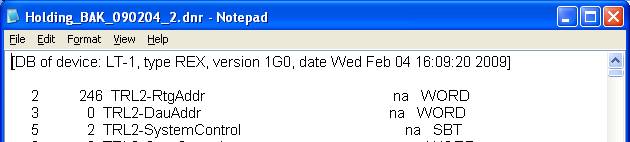 Holding_BAK_090204_2.dnr - Notepad
File Edit Format View Help
[DB of device: LT-1, type REX, version 1G0, date Wed Feb 04 16:09:20 2009]
2 246 TRL2-RtgAddr na WORD
3 0 TRL2-DauAddr na WORD
5 2 TRL2-SystemControl na SBT